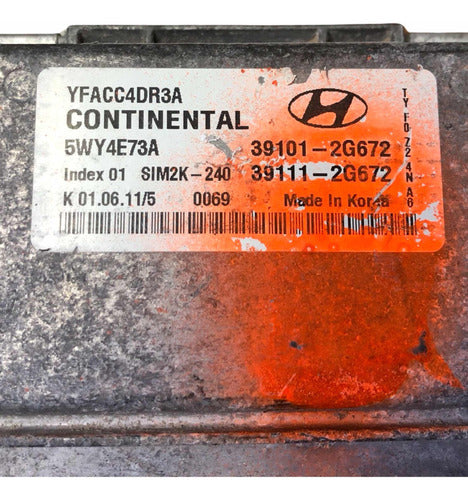 YFACC4DR3A
CONTINENTAL
5WY4E73A 39101-2G672
Index 01 SIM2K-240 39111-2G672
K 01.06.11/5 0069 Made In Korea
TYF0Z24NA6